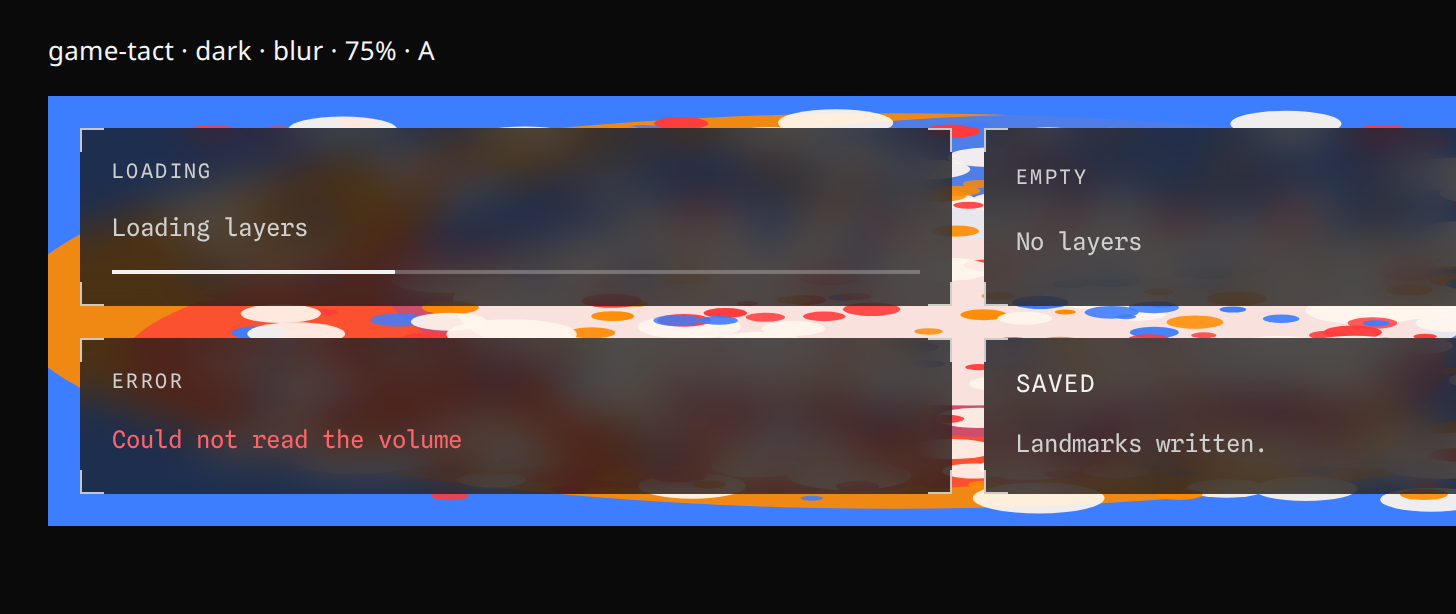 game-tact · dark · blur · 75% · A
LOADING
Loading layers
EMPTY
No layers
ERROR
Could not read the volume
SAVED
Landmarks written.